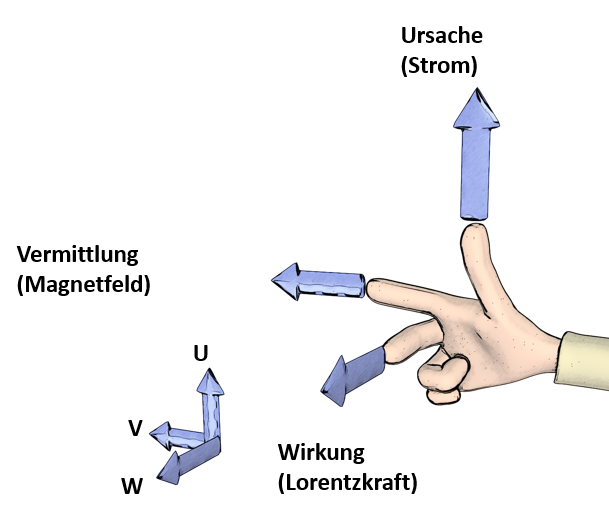 Ursache
(Strom)
Vermittlung
(Magnetfeld)
U
V
W
Wirkung
(Lorentzkraft)